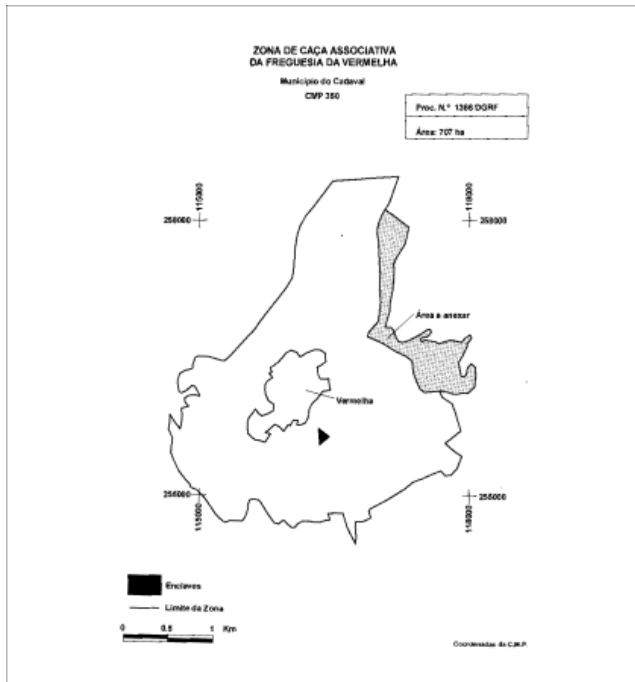 ZONA DE CAÇA ASSOCIATIVA
DA FREGUESIA DA VERMELHA
Município do Cadaval
CMP 350
Proc. N.º 1366 DGRF
Área: 707 ha
115000
118000
258000
258000
Área a anexar
Vermelha
255000
255000
115000
118000
Enclaves
Limite da Zona
0 0.5 1 Km
Coordenadas da C.M.P.